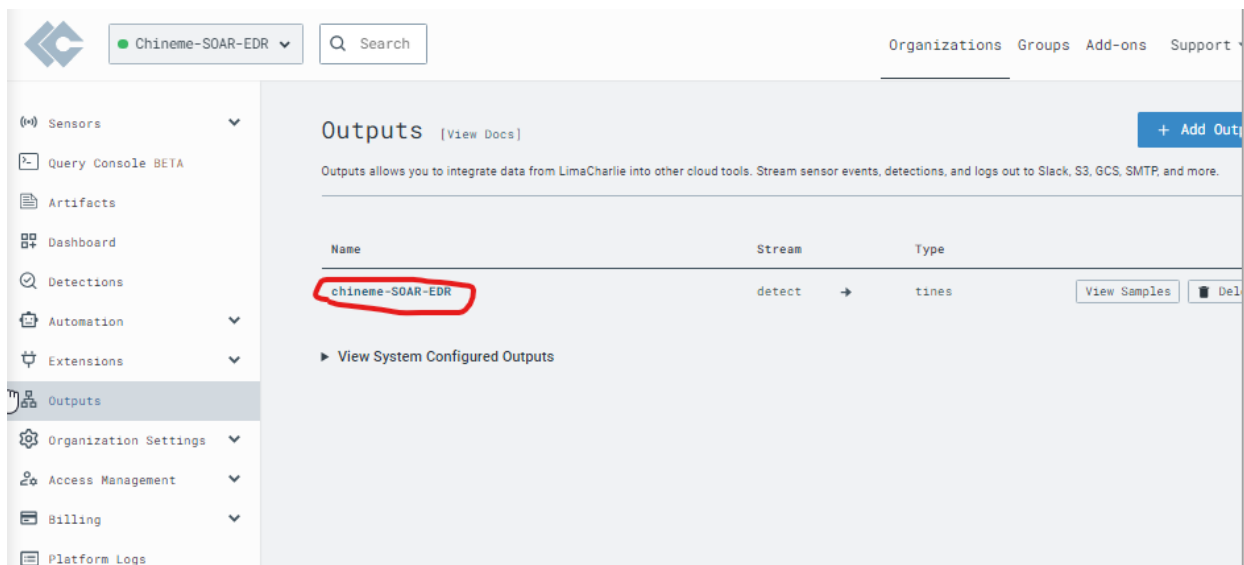 Chineme-SOAR-EDR
Search
Organizations Groups Add-ons Support
Sensors
Query Console BETA
Artifacts
Dashboard
Detections
Automation
Extensions
Outputs
Organization Settings
Access Management
Billing
Platform Logs
Outputs [View Docs]
+ Add Outp
Outputs allows you to integrate data from LimaCharlie into other cloud tools. Stream sensor events, detections, and logs out to Slack, S3, GCS, SMTP, and more.
Name Stream Type
chineme-SOAR-EDR detect → tines View Samples Del
▶ View System Configured Outputs